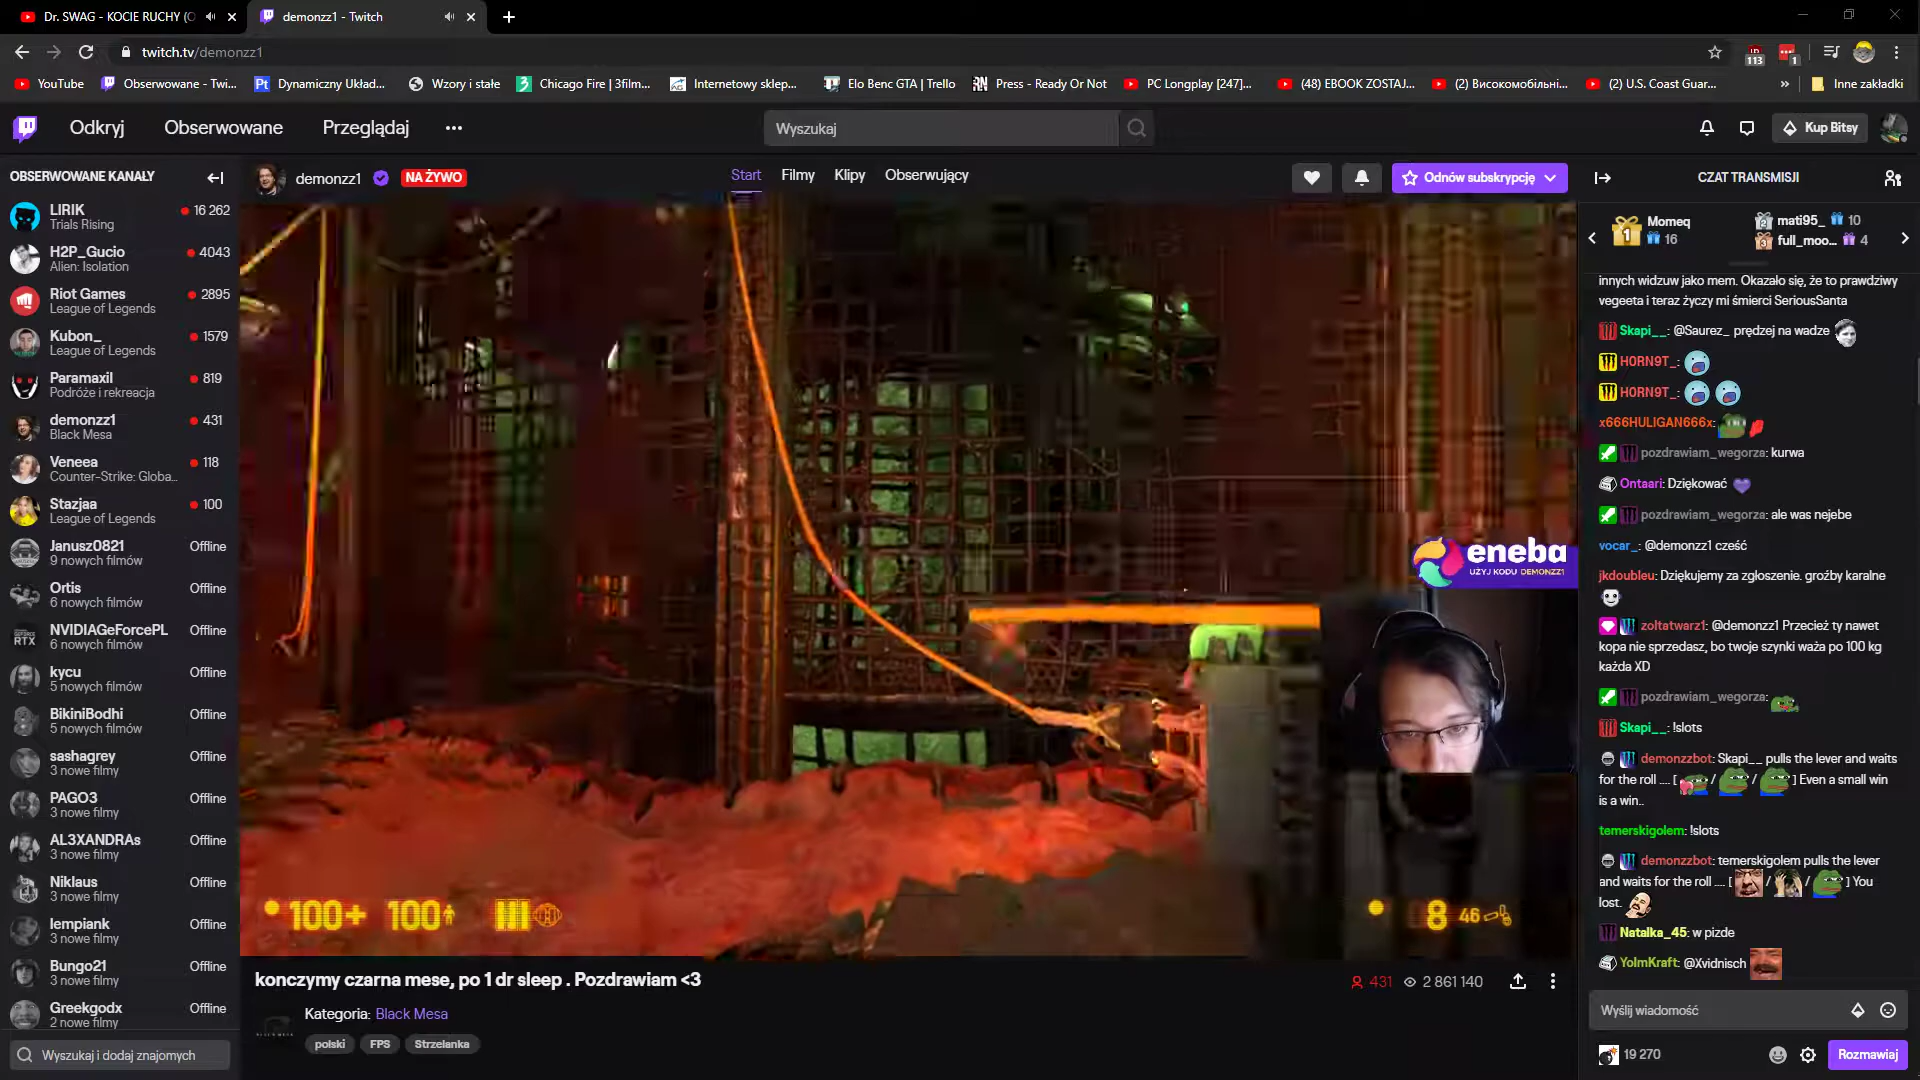 Dr. SWAG - KOCIE RUCHY (O
demonzz1 - Twitch
twitch.tv/demonzz1
113
1
YouTube
Obserwowane - Twi...
Dynamiczny Układ...
Wzory i stałe
Chicago Fire | 3film...
Internetowy sklep...
Elo Benc GTA | Trello
Press - Ready Or Not
PC Longplay [247]...
(48) EBOOK ZOSTAJ...
(2) Високомобільні...
(2) U.S. Coast Guar...
»
Inne zakładki
Odkryj
Obserwowane
Przeglądaj
Wyszukaj
Kup Bitsy
OBSERWOWANE KANAŁY
LIRIK
16 262
Trials Rising
H2P_Gucio
4043
Alien: Isolation
Riot Games
2895
League of Legends
Kubon_
1579
League of Legends
Paramaxil
819
Podróże i rekreacja
demonzz1
431
Black Mesa
Veneea
118
Counter-Strike: Globa...
Stazjaa
100
League of Legends
Janusz0821
Offline
9 nowych filmów
Ortis
Offline
6 nowych filmów
NVIDIAGeForcePL
Offline
6 nowych filmów
kycu
Offline
5 nowych filmów
BikiniBodhi
Offline
5 nowych filmów
sashagrey
Offline
3 nowe filmy
PAGO3
Offline
3 nowe filmy
AL3XANDRAs
Offline
3 nowe filmy
Niklaus
Offline
3 nowe filmy
lempiank
Offline
3 nowe filmy
Bungo21
Offline
3 nowe filmy
Greekgodx
Offline
2 nowe filmy
Wyszukaj i dodaj znajomych
demonzz1
NA ŻYWO
Start
Filmy
Klipy
Obserwujący
Odnów subskrypcję
eneba
UŻYJ KODU DEMONZZ1
100+ 100
8 46
konczymy czarna mese, po 1 dr sleep . Pozdrawiam <3
431
2 861 140
Kategoria: Black Mesa
polski
FPS
Strzelanka
CZAT TRANSMISJI
1
Momeq
16
mati95_ 10
full_moo... 4
innych widzuw jako mem. Okazało się, że to prawdziwy
vegeeta i teraz życzy mi śmierci SeriousSanta
Skapi__: @Saurez_ prędzej na wadze
H0RN9T_:
H0RN9T_:
x666HULIGAN666x:
pozdrawiam_wegorza: kurwa
Ontaari: Dziękować
pozdrawiam_wegorza: ale was nejebe
vocar_: @demonzz1 cześć
jkdoubleu: Dziękujemy za zgłoszenie. groźby karalne
zoltatwarz1: @demonzz1 Przecież ty nawet
kopa nie sprzedasz, bo twoje szynki waża po 100 kg
każda XD
pozdrawiam_wegorza:
Skapi__: !slots
demonzzbot: Skapi__ pulls the lever and waits
for the roll .... [ / / ] Even a small win
is a win..
temerskigolem: !slots
demonzzbot: temerskigolem pulls the lever
and waits for the roll .... [ / / ] You
lost.
Natalka_45: w pizde
YolmKraft: @Xvidnisch
Wyślij wiadomość
19 270
Rozmawiaj